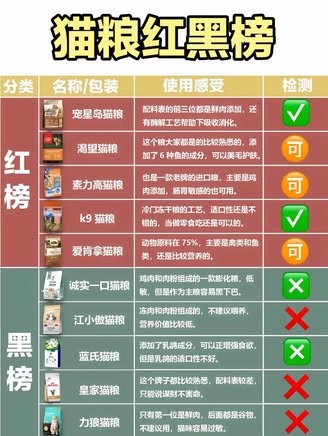 猫粮红黑榜
分类 名称/包装 使用感受 检测
红榜
宠星岛猫粮
配料表的前三位都是鲜肉添加，还
有酶解工艺帮助下吸收消化。
渴望猫粮
这个粮大家都是的比较熟悉的，添
加了6种鱼的成分，可以美毛护肤。
可
素力高猫粮
也是一款老牌的进口粮，主要是鸡
肉添加，肠胃敏感的也可用。
可
k9 猫粮
冷门冻干粮的工艺，适口性还是不
错的，当做零食吃还是可以的。
爱肯拿猫粮
动物原料在 75%，主要是禽类和鱼
类，还是比较营养的。
可
黑榜
诚实一口猫粮
鸡肉和肉粉组成的一款膨化粮，低
敏，但是作为主粮容易黑下巴。
江小傲猫粮
冻肉和肉粉组成的，不建议喂养，
营养价值比较低。
蓝氏猫粮
添加了乳鸽成分，可以正增强食欲，
但是乳鸽的适口性不好。
皇家猫粮
这个牌子都比较熟悉，配料表较差，
只能说谋财不害命。
力狼猫粮
只有第一位是鲜肉，后面都是谷物，
不建议用，猫咪容易过敏。